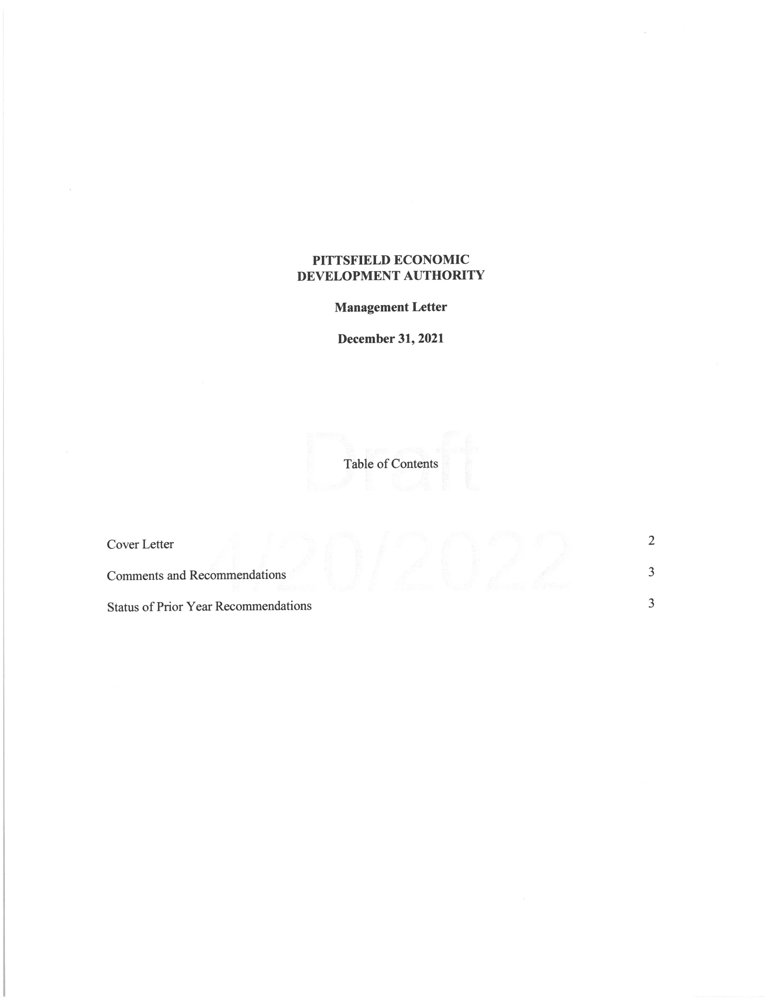 PITTSFIELD ECONOMIC
DEVELOPMENT AUTHORITY
Management Letter
December 31, 2021
Draft
Table of Contents
4/20/2022
Cover Letter 2
Comments and Recommendations 3
Status of Prior Year Recommendations 3